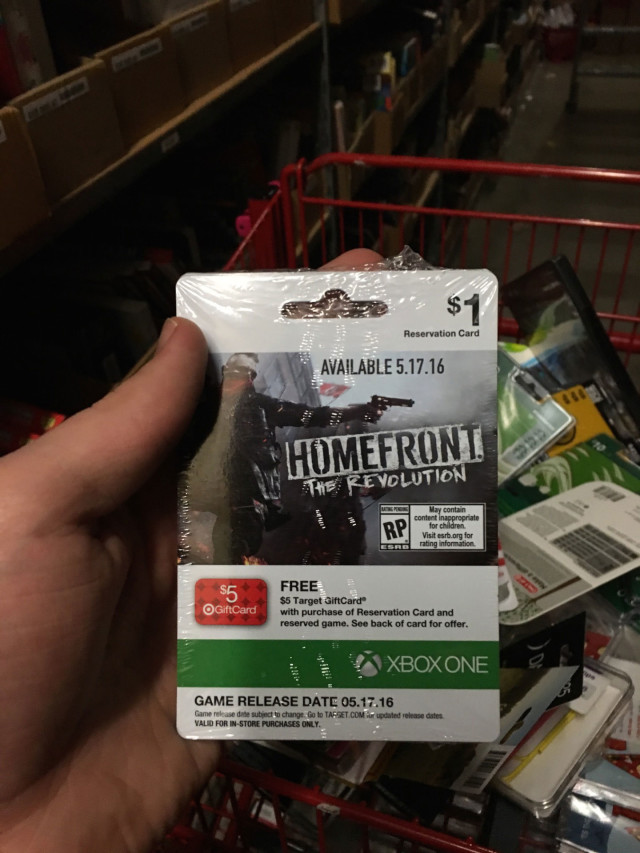 $1
Reservation Card
AVAILABLE 5.17.16
HOMEFRONT
THE REVOLUTION
RATING PENDING
RP
ESRB
May contain
content inappropriate
for children.
Visit esrb.org for
rating information.
$5
GiftCard
FREE
$5 Target GiftCard®
with purchase of Reservation Card and
reserved game. See back of card for offer.
XBOX ONE
GAME RELEASE DATE 05.17.16
Game release date subject to change. Go to TARGET.COM for updated release dates.
VALID FOR IN-STORE PURCHASES ONLY.